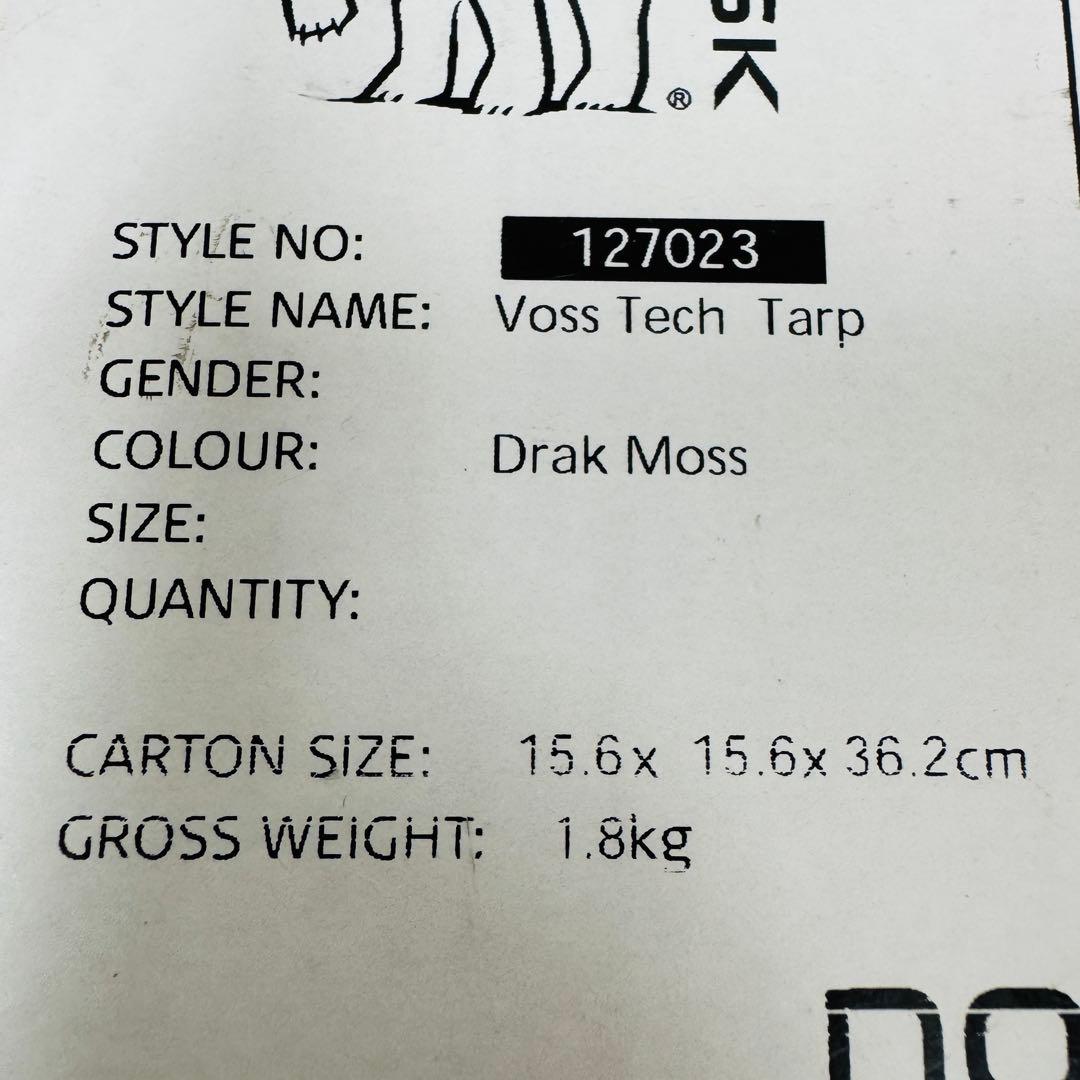 SK
®
STYLE NO: 127023
STYLE NAME: Voss Tech Tarp
GENDER:
COLOUR: Drak Moss
SIZE:
QUANTITY:
CARTON SIZE: 15.6x 15.6x 36.2cm
GROSS WEIGHT: 1.8kg